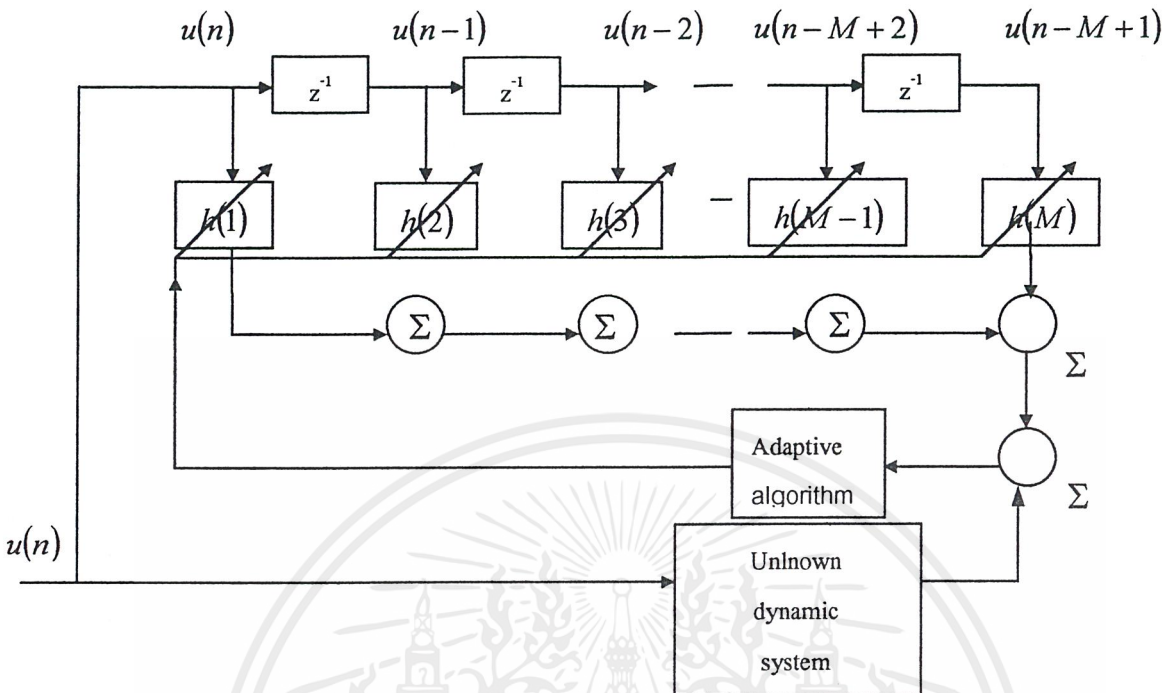 u(n) u(n-1) u(n-2) u(n-M+2) u(n-M+1)
z⁻¹ z⁻¹ z⁻¹
h(1) h(2) h(3) h(M-1) h(M)
Σ Σ Σ
Σ
Adaptive
algorithm
Σ
u(n)
Unlnown
dynamic
system